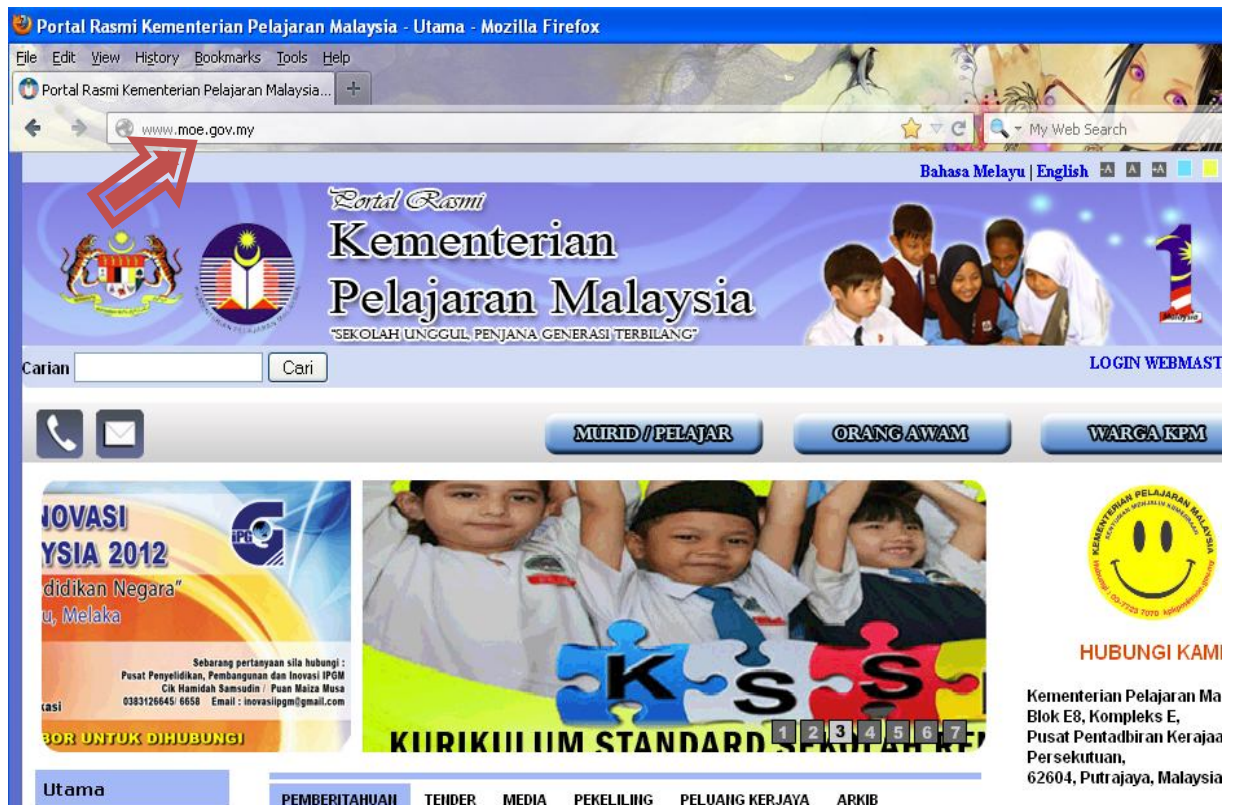 Portal Rasmi Kementerian Pelajaran Malaysia - Utama - Mozilla Firefox
File Edit View History Bookmarks Tools Help
Portal Rasmi Kementerian Pelajaran Malaysia... +
www.moe.gov.my
My Web Search
Bahasa Melayu | English -A A +A
Portal Rasmi
Kementerian
Pelajaran Malaysia
"SEKOLAH UNGGUL, PENJANA GENERASI TERBILANG"
1
Malaysia
Carian Cari
LOGIN WEBMAST
MURID / PELAJAR ORANG AWAM WARGA KPM
NOVASI
YSIA 2012
didikan Negara"
u, Melaka
IPG
Sebarang pertanyaan sila hubungi :
Pusat Penyelidikan, Pembangunan dan Inovasi IPGM
Cik Hamidah Samsudin / Puan Maiza Musa
0383126645/ 6658 Email : inovasiipgm@gmail.com
kasi
BOR UNTUK DIHUBUNGI
K S S
1 2 3 4 5 6 7
KURIKULUM STANDARD SEKOLAH REN
KEMENTERIAN PELAJARAN MALAYSIA
HUBUNGI KAMI
Kementerian Pelajaran Ma
Blok E8, Kompleks E,
Pusat Pentadbiran Kerajaa
Persekutuan,
62604, Putrajaya, Malaysia
Utama
PEMBERITAHUAN TENDER MEDIA PEKELILING PELUANG KERJAYA ARKIB